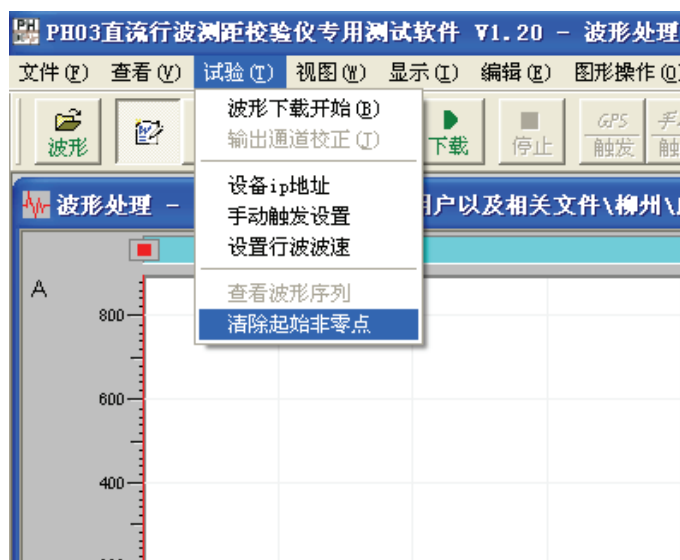 PH03直流行波测距校验仪专用测试软件 V1.20 - 波形处理
文件(F) 查看(V) 试验(T) 视图(W) 显示(I) 编辑(E) 图形操作(O
波形 下载 停止 GPS 触发
波形下载开始(B)
输出通道校正(T)
设备ip地址
手动触发设置
设置行波波速
查看波形序列
清除起始非零点
波形处理 - 户以及相关文件\柳州\
A
800
600
400